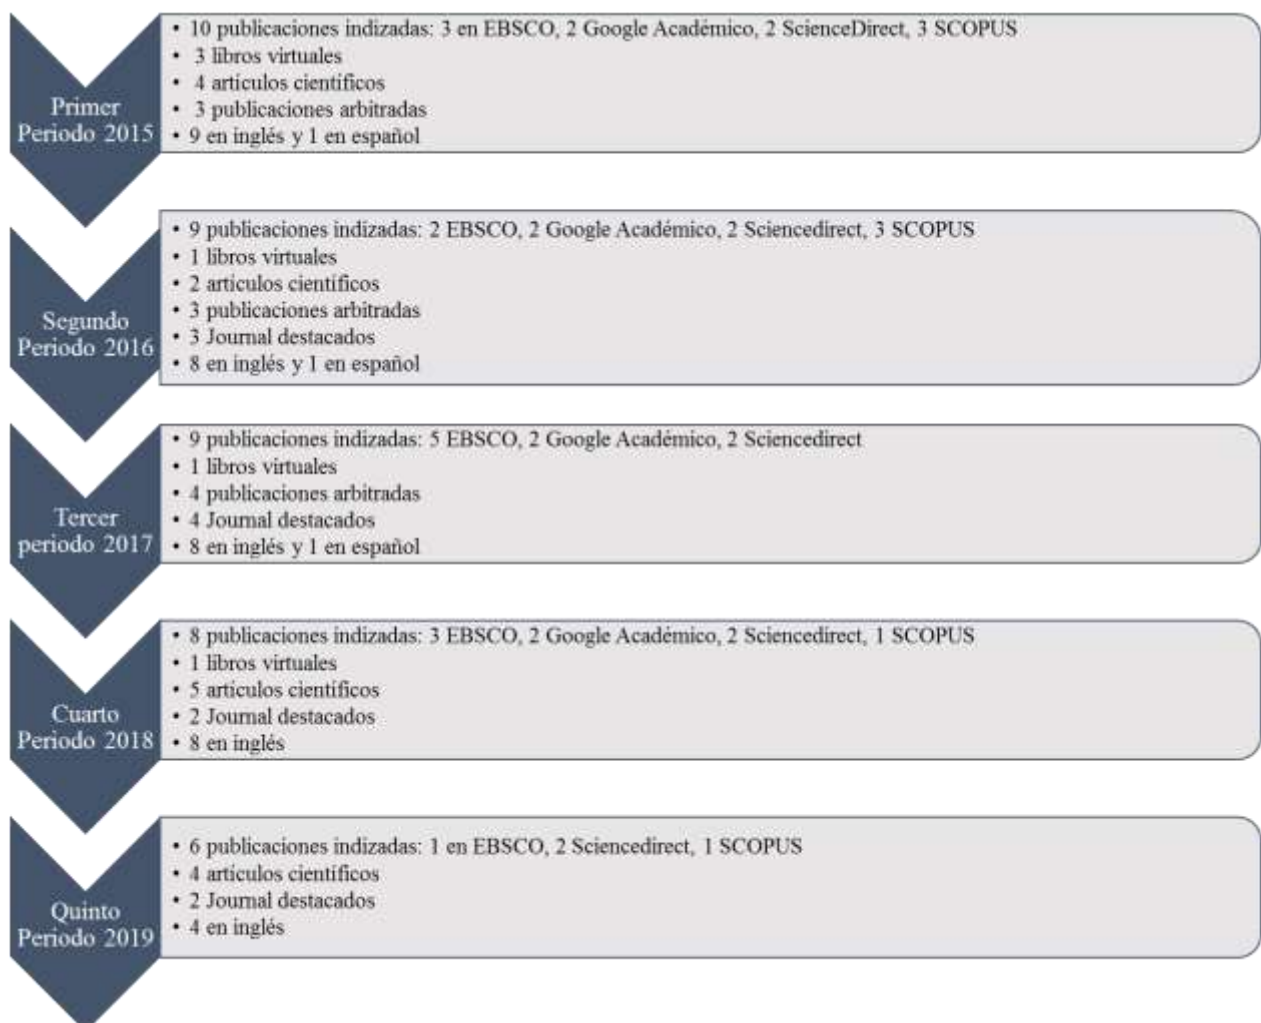 Primer
Periodo 2015
• 10 publicaciones indizadas: 3 en EBSCO, 2 Google Académico, 2 ScienceDirect, 3 SCOPUS
• 3 libros virtuales
• 4 artículos científicos
• 3 publicaciones arbitradas
• 9 en inglés y 1 en español
Segundo
Periodo 2016
• 9 publicaciones indizadas: 2 EBSCO, 2 Google Académico, 2 Sciencedirect, 3 SCOPUS
• 1 libros virtuales
• 2 artículos científicos
• 3 publicaciones arbitradas
• 3 Journal destacados
• 8 en inglés y 1 en español
Tercer
periodo 2017
• 9 publicaciones indizadas: 5 EBSCO, 2 Google Académico, 2 Sciencedirect
• 1 libros virtuales
• 4 publicaciones arbitradas
• 4 Journal destacados
• 8 en inglés y 1 en español
Cuarto
Periodo 2018
• 8 publicaciones indizadas: 3 EBSCO, 2 Google Académico, 2 Sciencedirect, 1 SCOPUS
• 1 libros virtuales
• 5 artículos científicos
• 2 Journal destacados
• 8 en inglés
Quinto
Periodo 2019
• 6 publicaciones indizadas: 1 en EBSCO, 2 Sciencedirect, 1 SCOPUS
• 4 artículos científicos
• 2 Journal destacados
• 4 en inglés